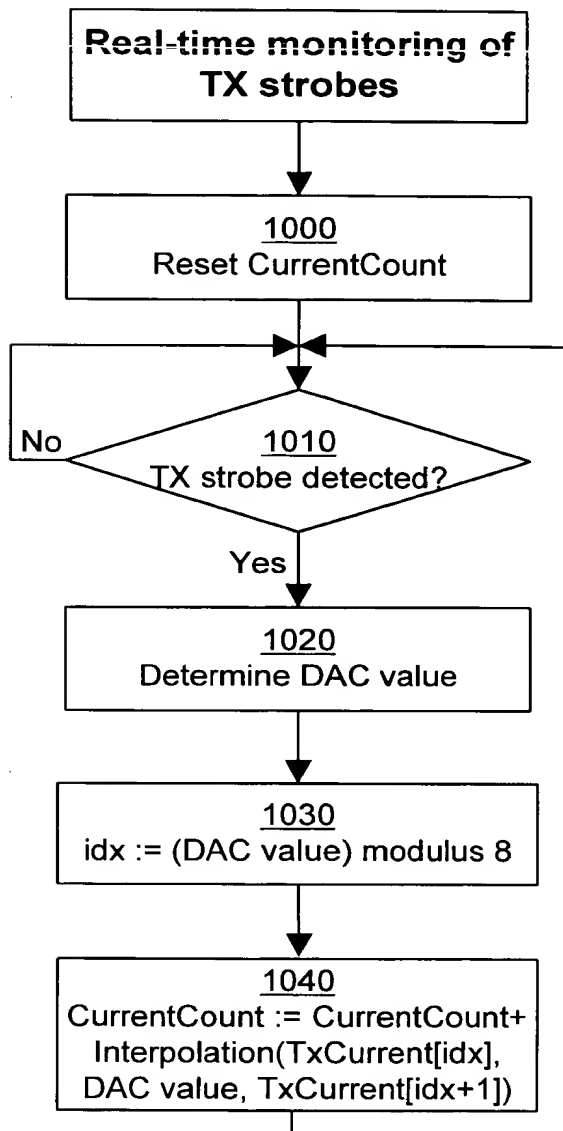 Real-time monitoring of
TX strobes
1000
Reset CurrentCount
No
1010
TX strobe detected?
Yes
1020
Determine DAC value
1030
idx := (DAC value) modulus 8
1040
CurrentCount := CurrentCount+
Interpolation(TxCurrent[idx],
DAC value, TxCurrent[idx+1])